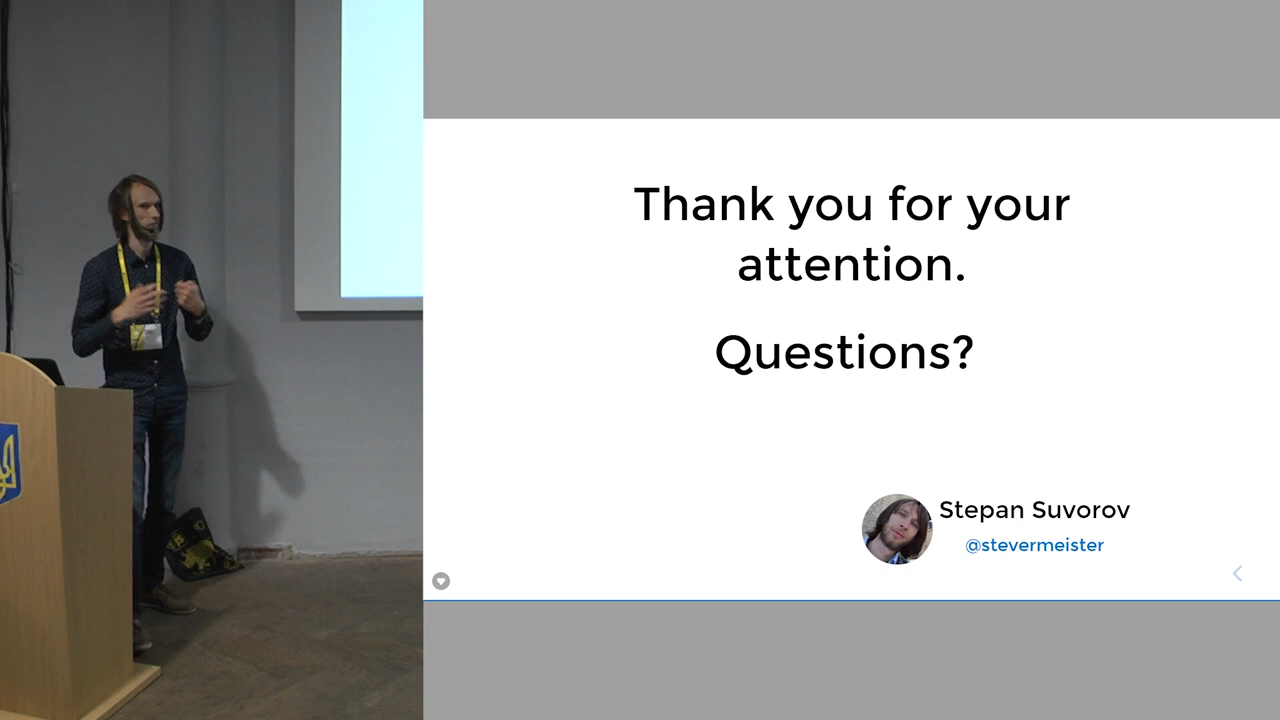 Thank you for your
attention.
Questions?
Stepan Suvorov
@stevermeister